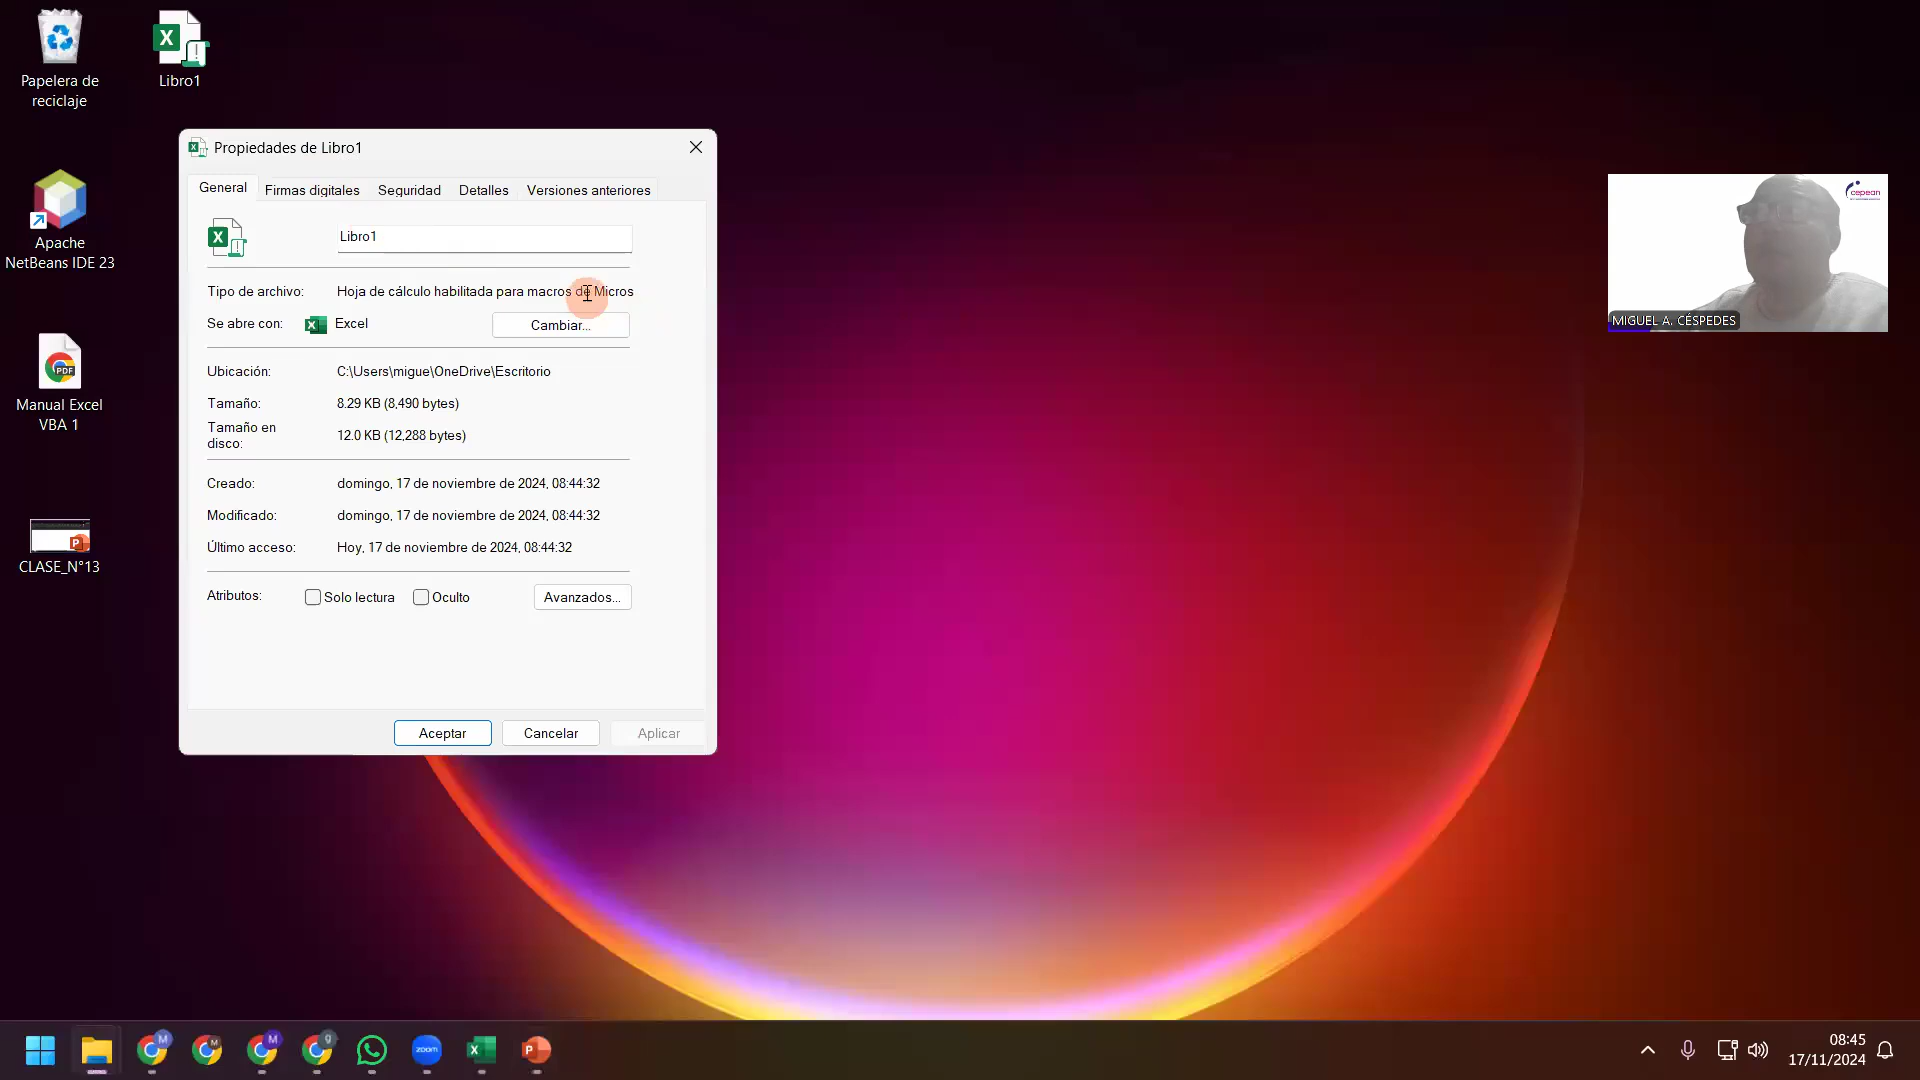 Papelera de
reciclaje
Libro1
Apache
NetBeans IDE 23
Manual Excel
VBA 1
CLASE_N°13
Propiedades de Libro1
General
Firmas digitales
Seguridad
Detalles
Versiones anteriores
Libro1
Tipo de archivo:
Hoja de cálculo habilitada para macros de Micros
Se abre con:
Excel
Cambiar...
Ubicación:
C:\Users\migue\OneDrive\Escritorio
Tamaño:
8.29 KB (8,490 bytes)
Tamaño en
disco:
12.0 KB (12,288 bytes)
Creado:
domingo, 17 de noviembre de 2024, 08:44:32
Modificado:
domingo, 17 de noviembre de 2024, 08:44:32
Último acceso:
Hoy, 17 de noviembre de 2024, 08:44:32
Atributos:
Solo lectura
Oculto
Avanzados...
Aceptar
Cancelar
Aplicar
cepean
MIGUEL A. CÉSPEDES
PDF
zoom
08:45
17/11/2024